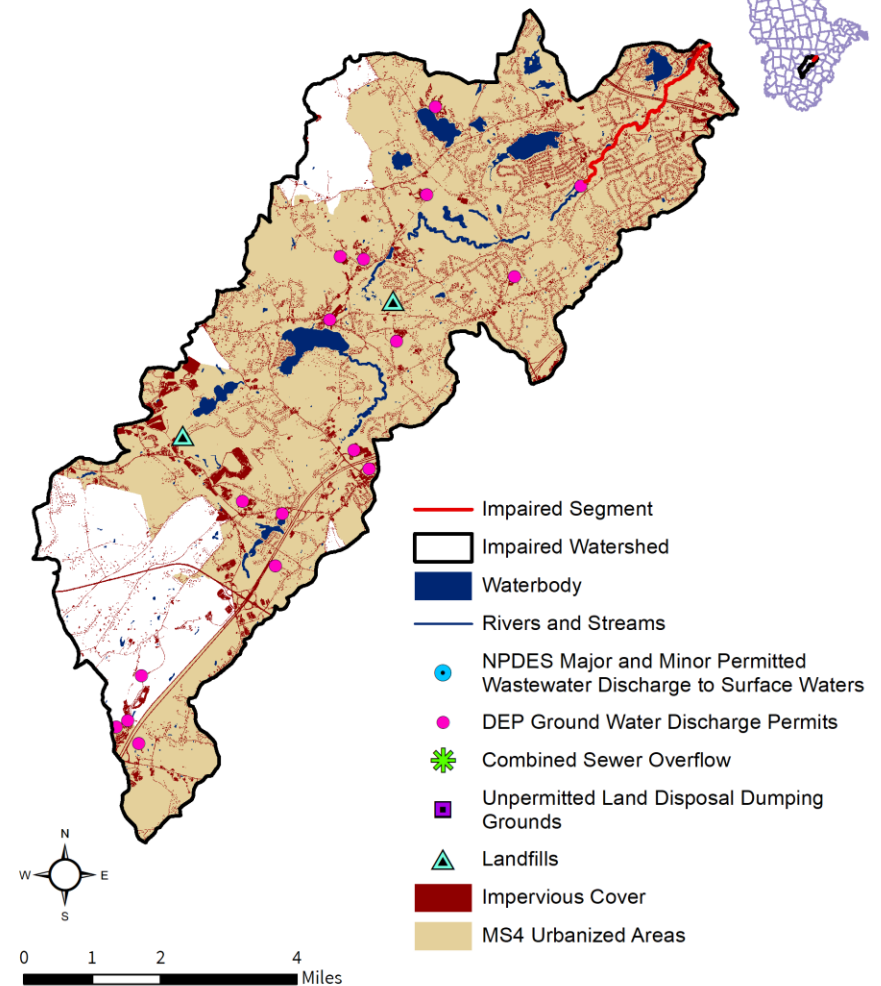 Impaired Segment
Impaired Watershed
Waterbody
Rivers and Streams
NPDES Major and Minor Permitted
Wastewater Discharge to Surface Waters
DEP Ground Water Discharge Permits
Combined Sewer Overflow
Unpermitted Land Disposal Dumping
Grounds
Landfills
Impervious Cover
MS4 Urbanized Areas
N
W E
S
0 1 2 4
Miles